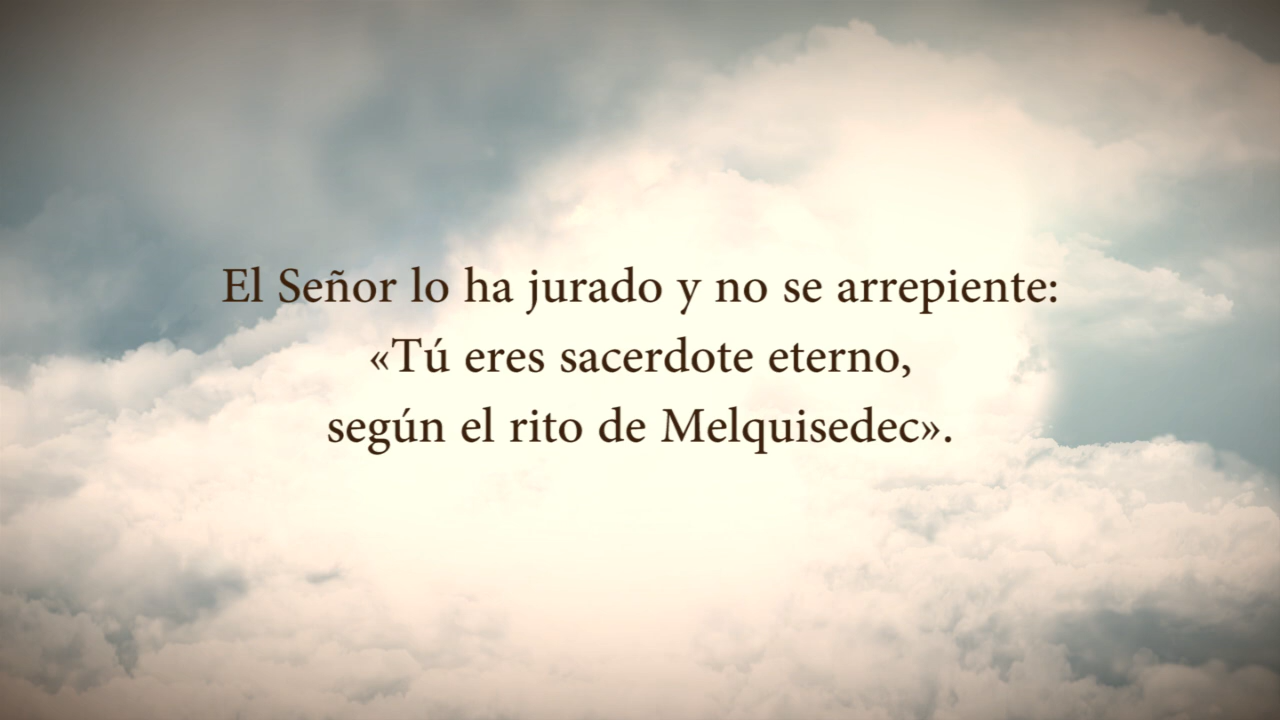 El Señor lo ha jurado y no se arrepiente:
«Tú eres sacerdote eterno,
según el rito de Melquisedec».